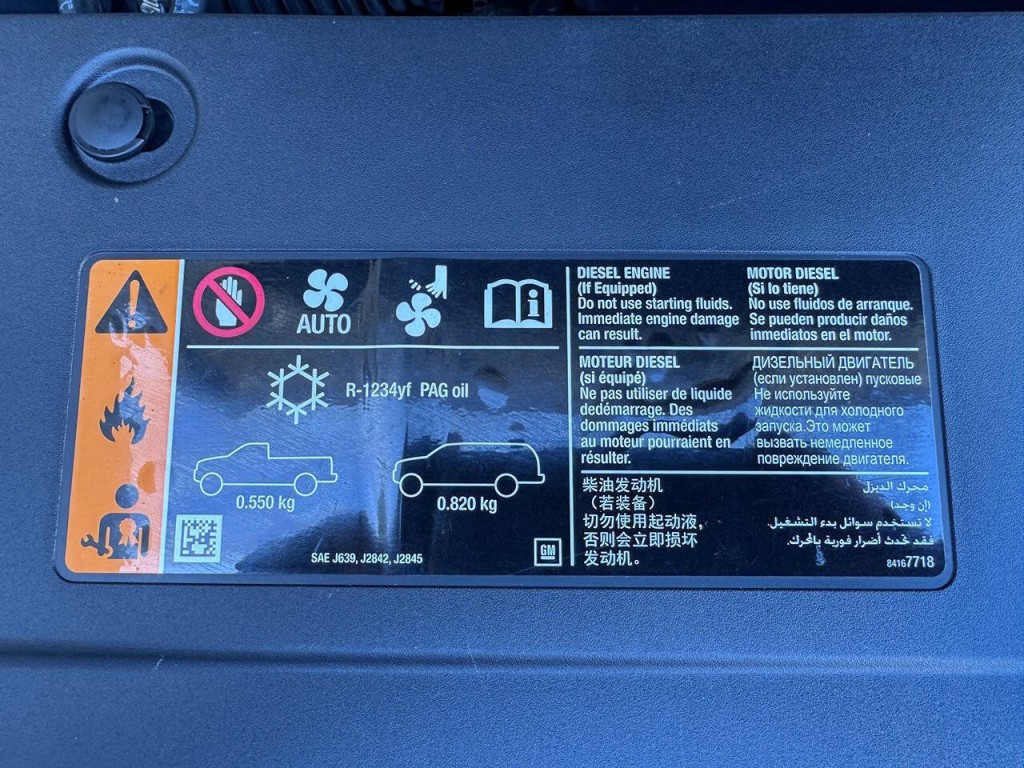 AUTO
R-1234yf PAG oil
0.550 kg
0.820 kg
SAE J639, J2842, J2845
GM
DIESEL ENGINE
(If Equipped)
Do not use starting fluids.
Immediate engine damage
can result.
MOTOR DIESEL
(Si lo tiene)
No use fluidos de arranque.
Se pueden producir daños
inmediatos en el motor.
MOTEUR DIESEL
(si équipé)
Ne pas utiliser de liquide
dedémarrage. Des
dommages immédiats
au moteur pourraient en
résulter.
ДИЗЕЛЬНЫЙ ДВИГАТЕЛЬ
(если установлен) пусковые
Не используйте
жидкости для холодного
запуска.Это может
вызвать немедленное
повреждение двигателя.
柴油发动机
（若装备）
切勿使用起动液，
否则会立即损坏
发动机。
محرك الديزل
(إن وجد)
لا تستخدم سوائل بدء التشغيل.
فقد تحدث أضرار فورية بالمحرك.
84167718